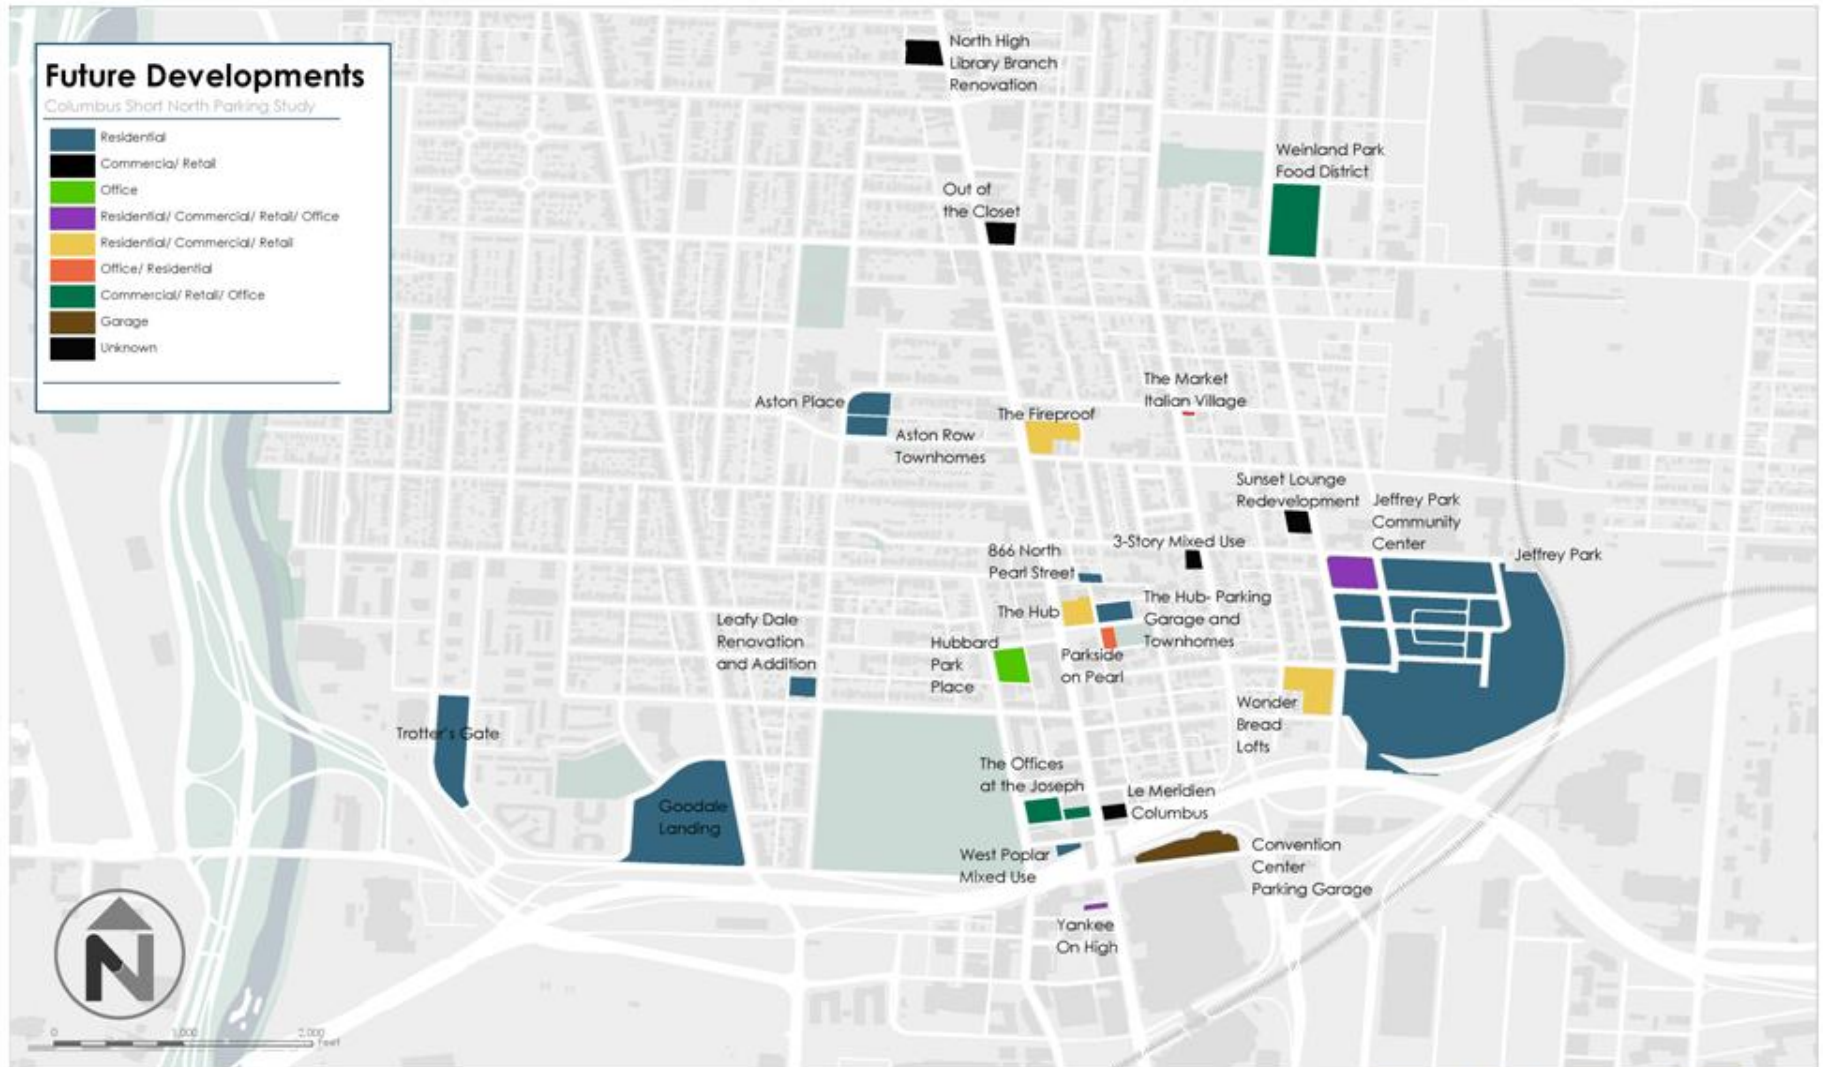 Future Developments
Columbus Short North Parking Study
Residential
Commercia/ Retail
Office
Residential/ Commercial/ Retail/ Office
Residential/ Commercial/ Retail
Office/ Residential
Commercial/ Retail/ Office
Garage
Unknown
North High
Library Branch
Renovation
Weinland Park
Food District
Out of
the Closet
The Market
Italian Village
Aston Place
The Fireproof
Aston Row
Townhomes
Sunset Lounge
Redevelopment
Jeffrey Park
Community
Center
3-Story Mixed Use
Jeffrey Park
866 North
Pearl Street
The Hub
The Hub- Parking
Garage and
Townhomes
Leafy Dale
Renovation
and Addition
Hubbard
Park
Place
Parkside
on Pearl
Wonder
Bread
Lofts
Trotter's Gate
The Offices
at the Joseph
Le Meridien
Columbus
Goodale
Landing
West Poplar
Mixed Use
Convention
Center
Parking Garage
Yankee
On High
N
0 1,000 2,000
Feet